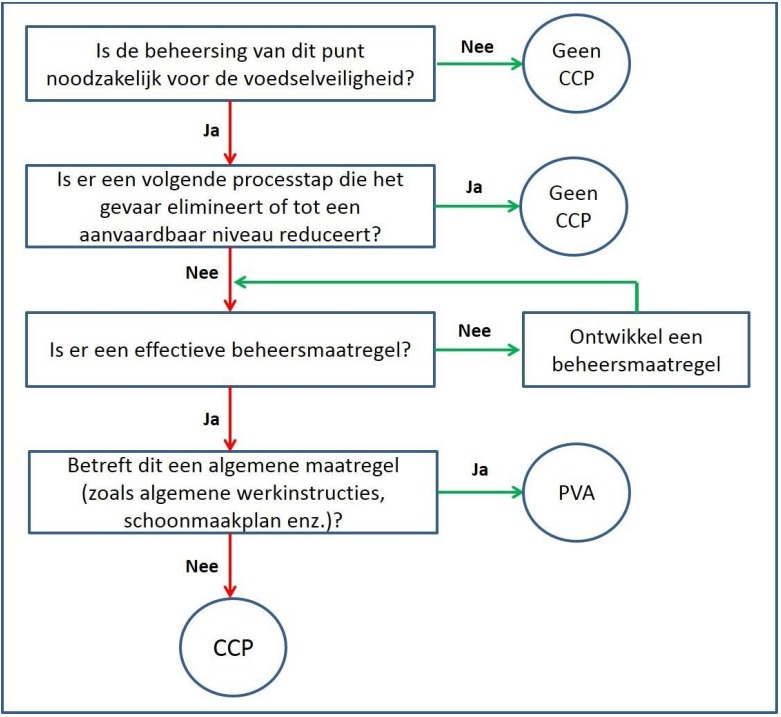 Is de beheersing van dit punt
noodzakelijk voor de voedselveiligheid?
Nee
Geen
CCP
Ja
Is er een volgende processtap die het
gevaar elimineert of tot een
aanvaardbaar niveau reduceert?
Ja
Geen
CCP
Nee
Is er een effectieve beheersmaatregel?
Nee
Ontwikkel een
beheersmaatregel
Ja
Betreft dit een algemene maatregel
(zoals algemene werkinstructies,
schoonmaakplan enz.)?
Ja
PVA
Nee
CCP